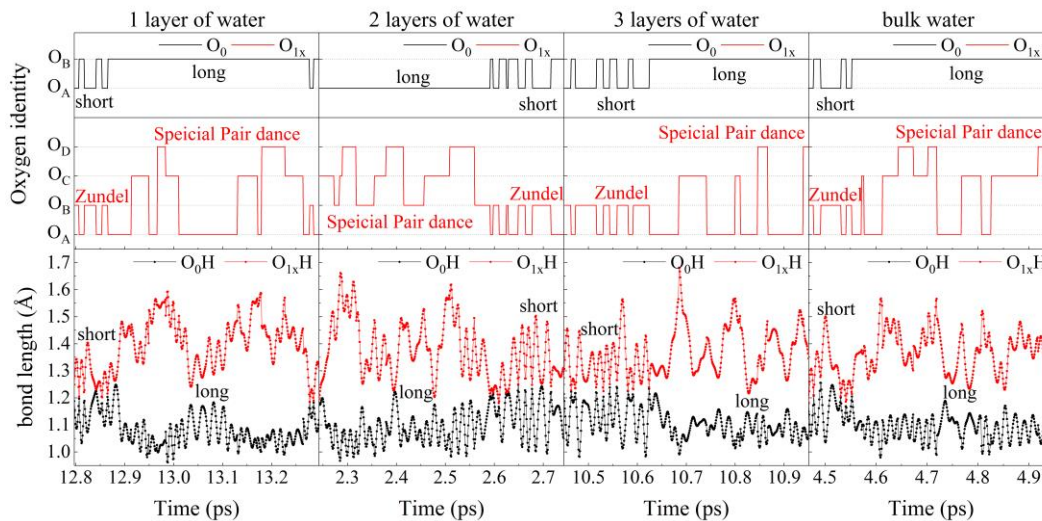 1 layer of water 2 layers of water 3 layers of water bulk water
O₀ O₁ₓ O₀ O₁ₓ O₀ O₁ₓ O₀ O₁ₓ
Oxygen identity
O_B
long long long long
O_A
short short short short
Speicial Pair dance Speicial Pair dance Speicial Pair dance
O_D
O_C
Zundel Zundel Zundel Zundel
O_B
Speicial Pair dance
O_A
bond length (Å)
1.7 O₀H O₁ₓH O₀H O₁ₓH O₀H O₁ₓH O₀H O₁ₓH
1.6
1.5 short short short short
1.4
1.3
1.2 long long long long
1.1
1.0
12.8 12.9 13.0 13.1 13.2 2.3 2.4 2.5 2.6 2.7 10.5 10.6 10.7 10.8 10.9 4.5 4.6 4.7 4.8 4.9
Time (ps) Time (ps) Time (ps) Time (ps)